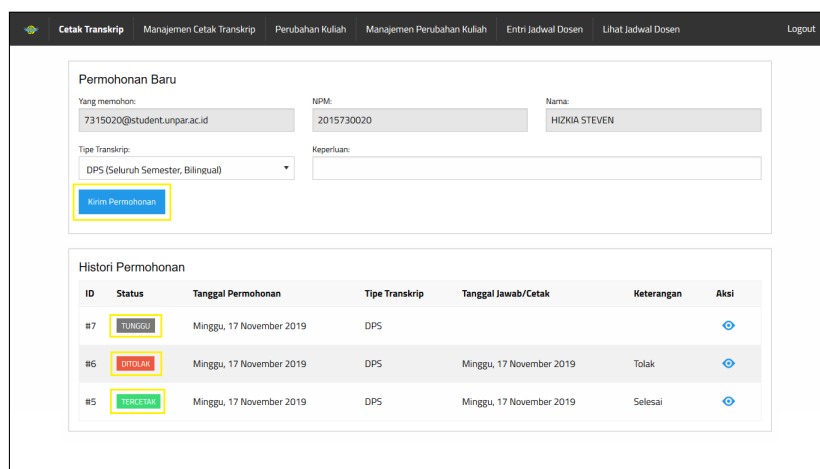 Cetak Transkrip Manajemen Cetak Transkrip Perubahan Kuliah Manajemen Perubahan Kuliah Entri Jadwal Dosen Lihat Jadwal Dosen Logout
Permohonan Baru
Yang memohon: NPM: Nama:
7315020@student.unpar.ac.id 2015730020 HIZKIA STEVEN
Tipe Transkrip: Keperluan:
DPS (Seluruh Semester, Bilingual)
Kirim Permohonan
Histori Permohonan
ID Status Tanggal Permohonan Tipe Transkrip Tanggal Jawab/Cetak Keterangan Aksi
#7 TUNGGU Minggu, 17 November 2019 DPS
#6 DITOLAK Minggu, 17 November 2019 DPS Minggu, 17 November 2019 Tolak
#5 TERCETAK Minggu, 17 November 2019 DPS Minggu, 17 November 2019 Selesai